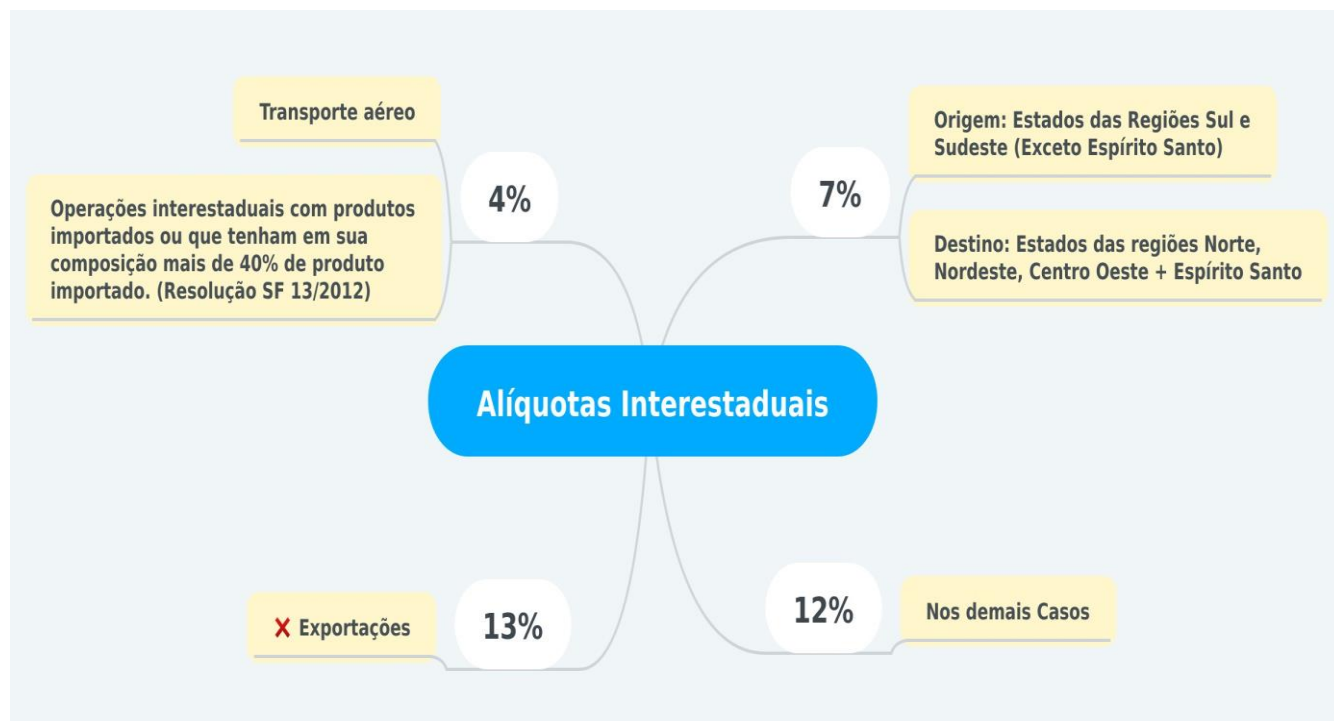 Transporte aéreo
4%
Operações interestaduais com produtos
importados ou que tenham em sua
composição mais de 40% de produto
importado. (Resolução SF 13/2012)
7%
Origem: Estados das Regiões Sul e
Sudeste (Exceto Espírito Santo)
Destino: Estados das regiões Norte,
Nordeste, Centro Oeste + Espírito Santo
Alíquotas Interestaduais
Exportações
13%
12%
Nos demais Casos